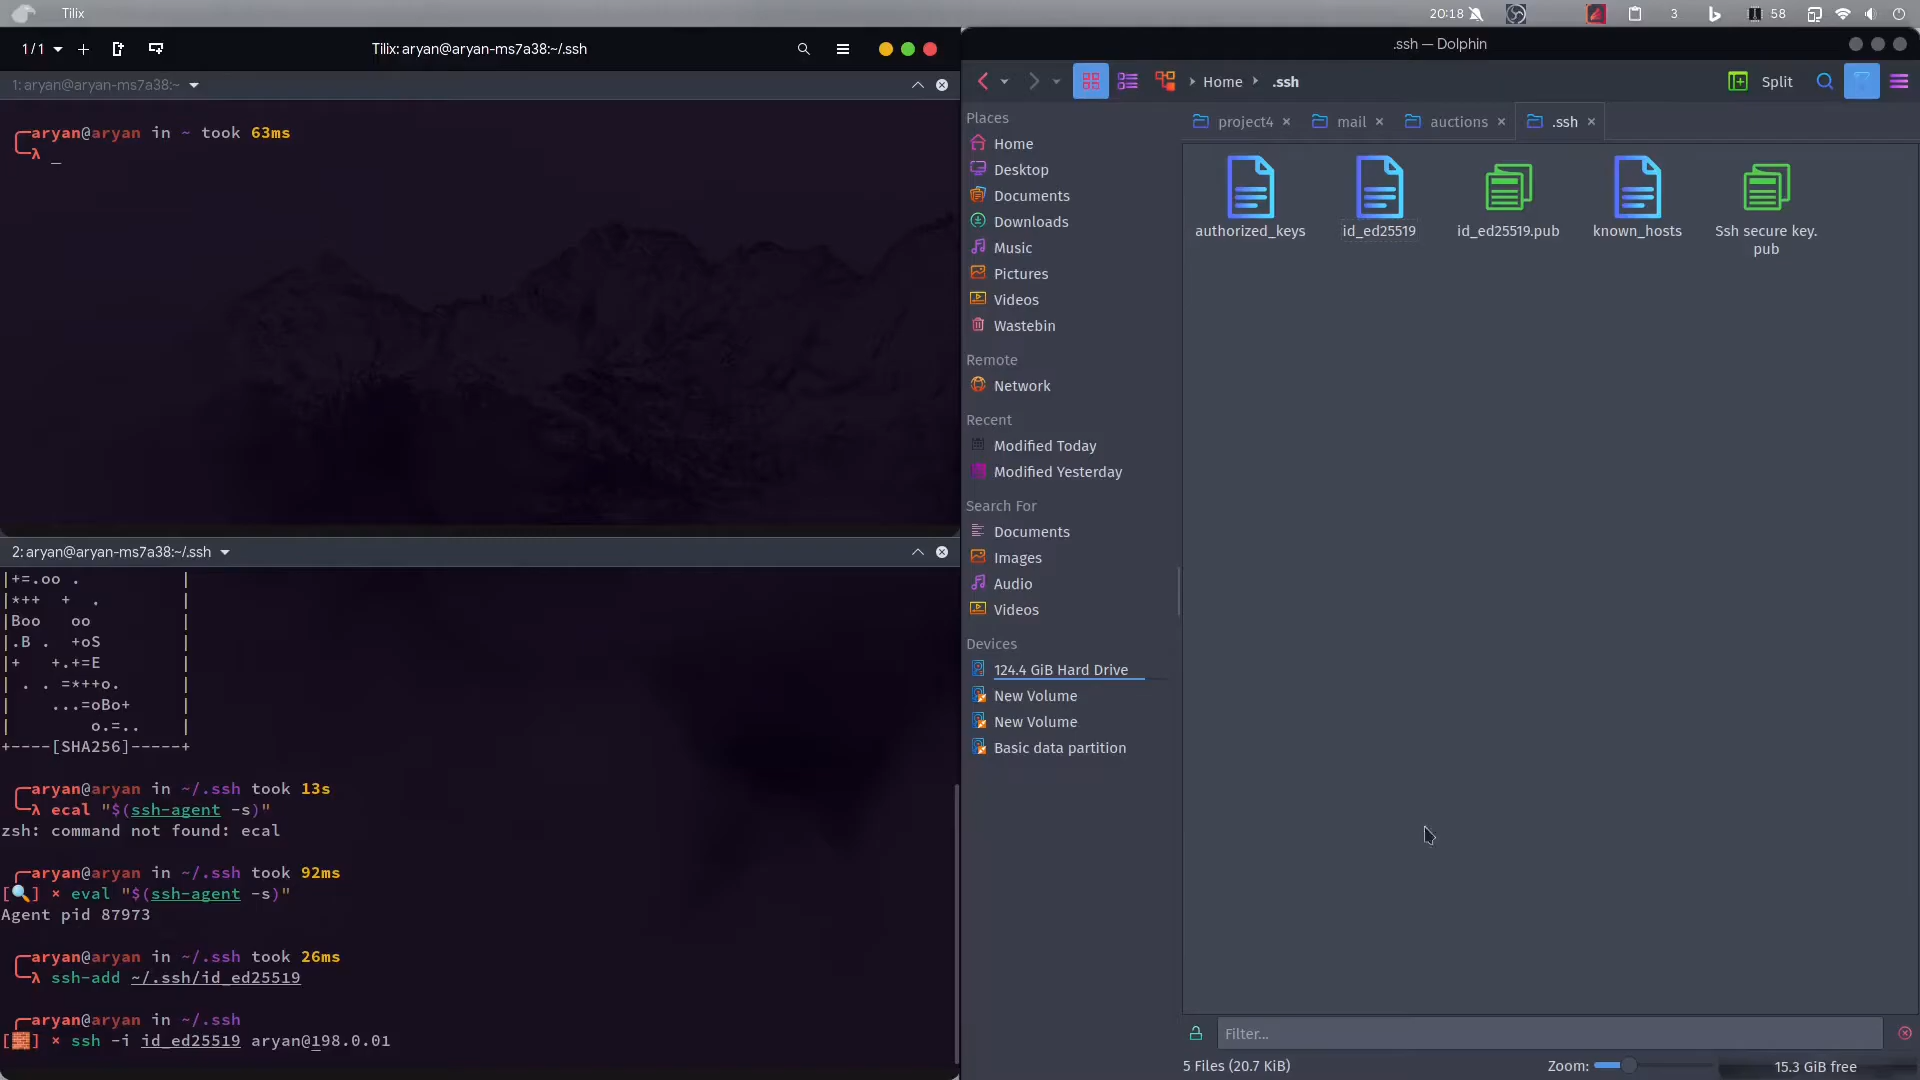 Tilix
20:18
3
58
1/1
Tilix: aryan@aryan-ms7a38:~/.ssh
1: aryan@aryan-ms7a38:~
aryan@aryan in ~ took 63ms
λ _
2: aryan@aryan-ms7a38:~/.ssh
|+=.oo .          |
|*++  +  .        |
|Boo   oo         |
|.B .  +oS        |
|+   +.+=E        |
| . . =*++o.      |
|    ...=oBo+     |
|        o.=..    |
+----[SHA256]-----+
aryan@aryan in ~/.ssh took 13s
λ ecal "$(ssh-agent -s)"
zsh: command not found: ecal
aryan@aryan in ~/.ssh took 92ms
[🔍] × eval "$(ssh-agent -s)"
Agent pid 87973
aryan@aryan in ~/.ssh took 26ms
λ ssh-add ~/.ssh/id_ed25519
aryan@aryan in ~/.ssh
[🧱] × ssh -i id_ed25519 aryan@198.0.01
.ssh — Dolphin
Home
.ssh
Split
Places
Home
Desktop
Documents
Downloads
Music
Pictures
Videos
Wastebin
Remote
Network
Recent
Modified Today
Modified Yesterday
Search For
Documents
Images
Audio
Videos
Devices
124.4 GiB Hard Drive
New Volume
New Volume
Basic data partition
project4
mail
auctions
.ssh
authorized_keys
id_ed25519
id_ed25519.pub
known_hosts
Ssh secure key.
pub
Filter...
5 Files (20.7 KiB)
Zoom:
15.3 GiB free